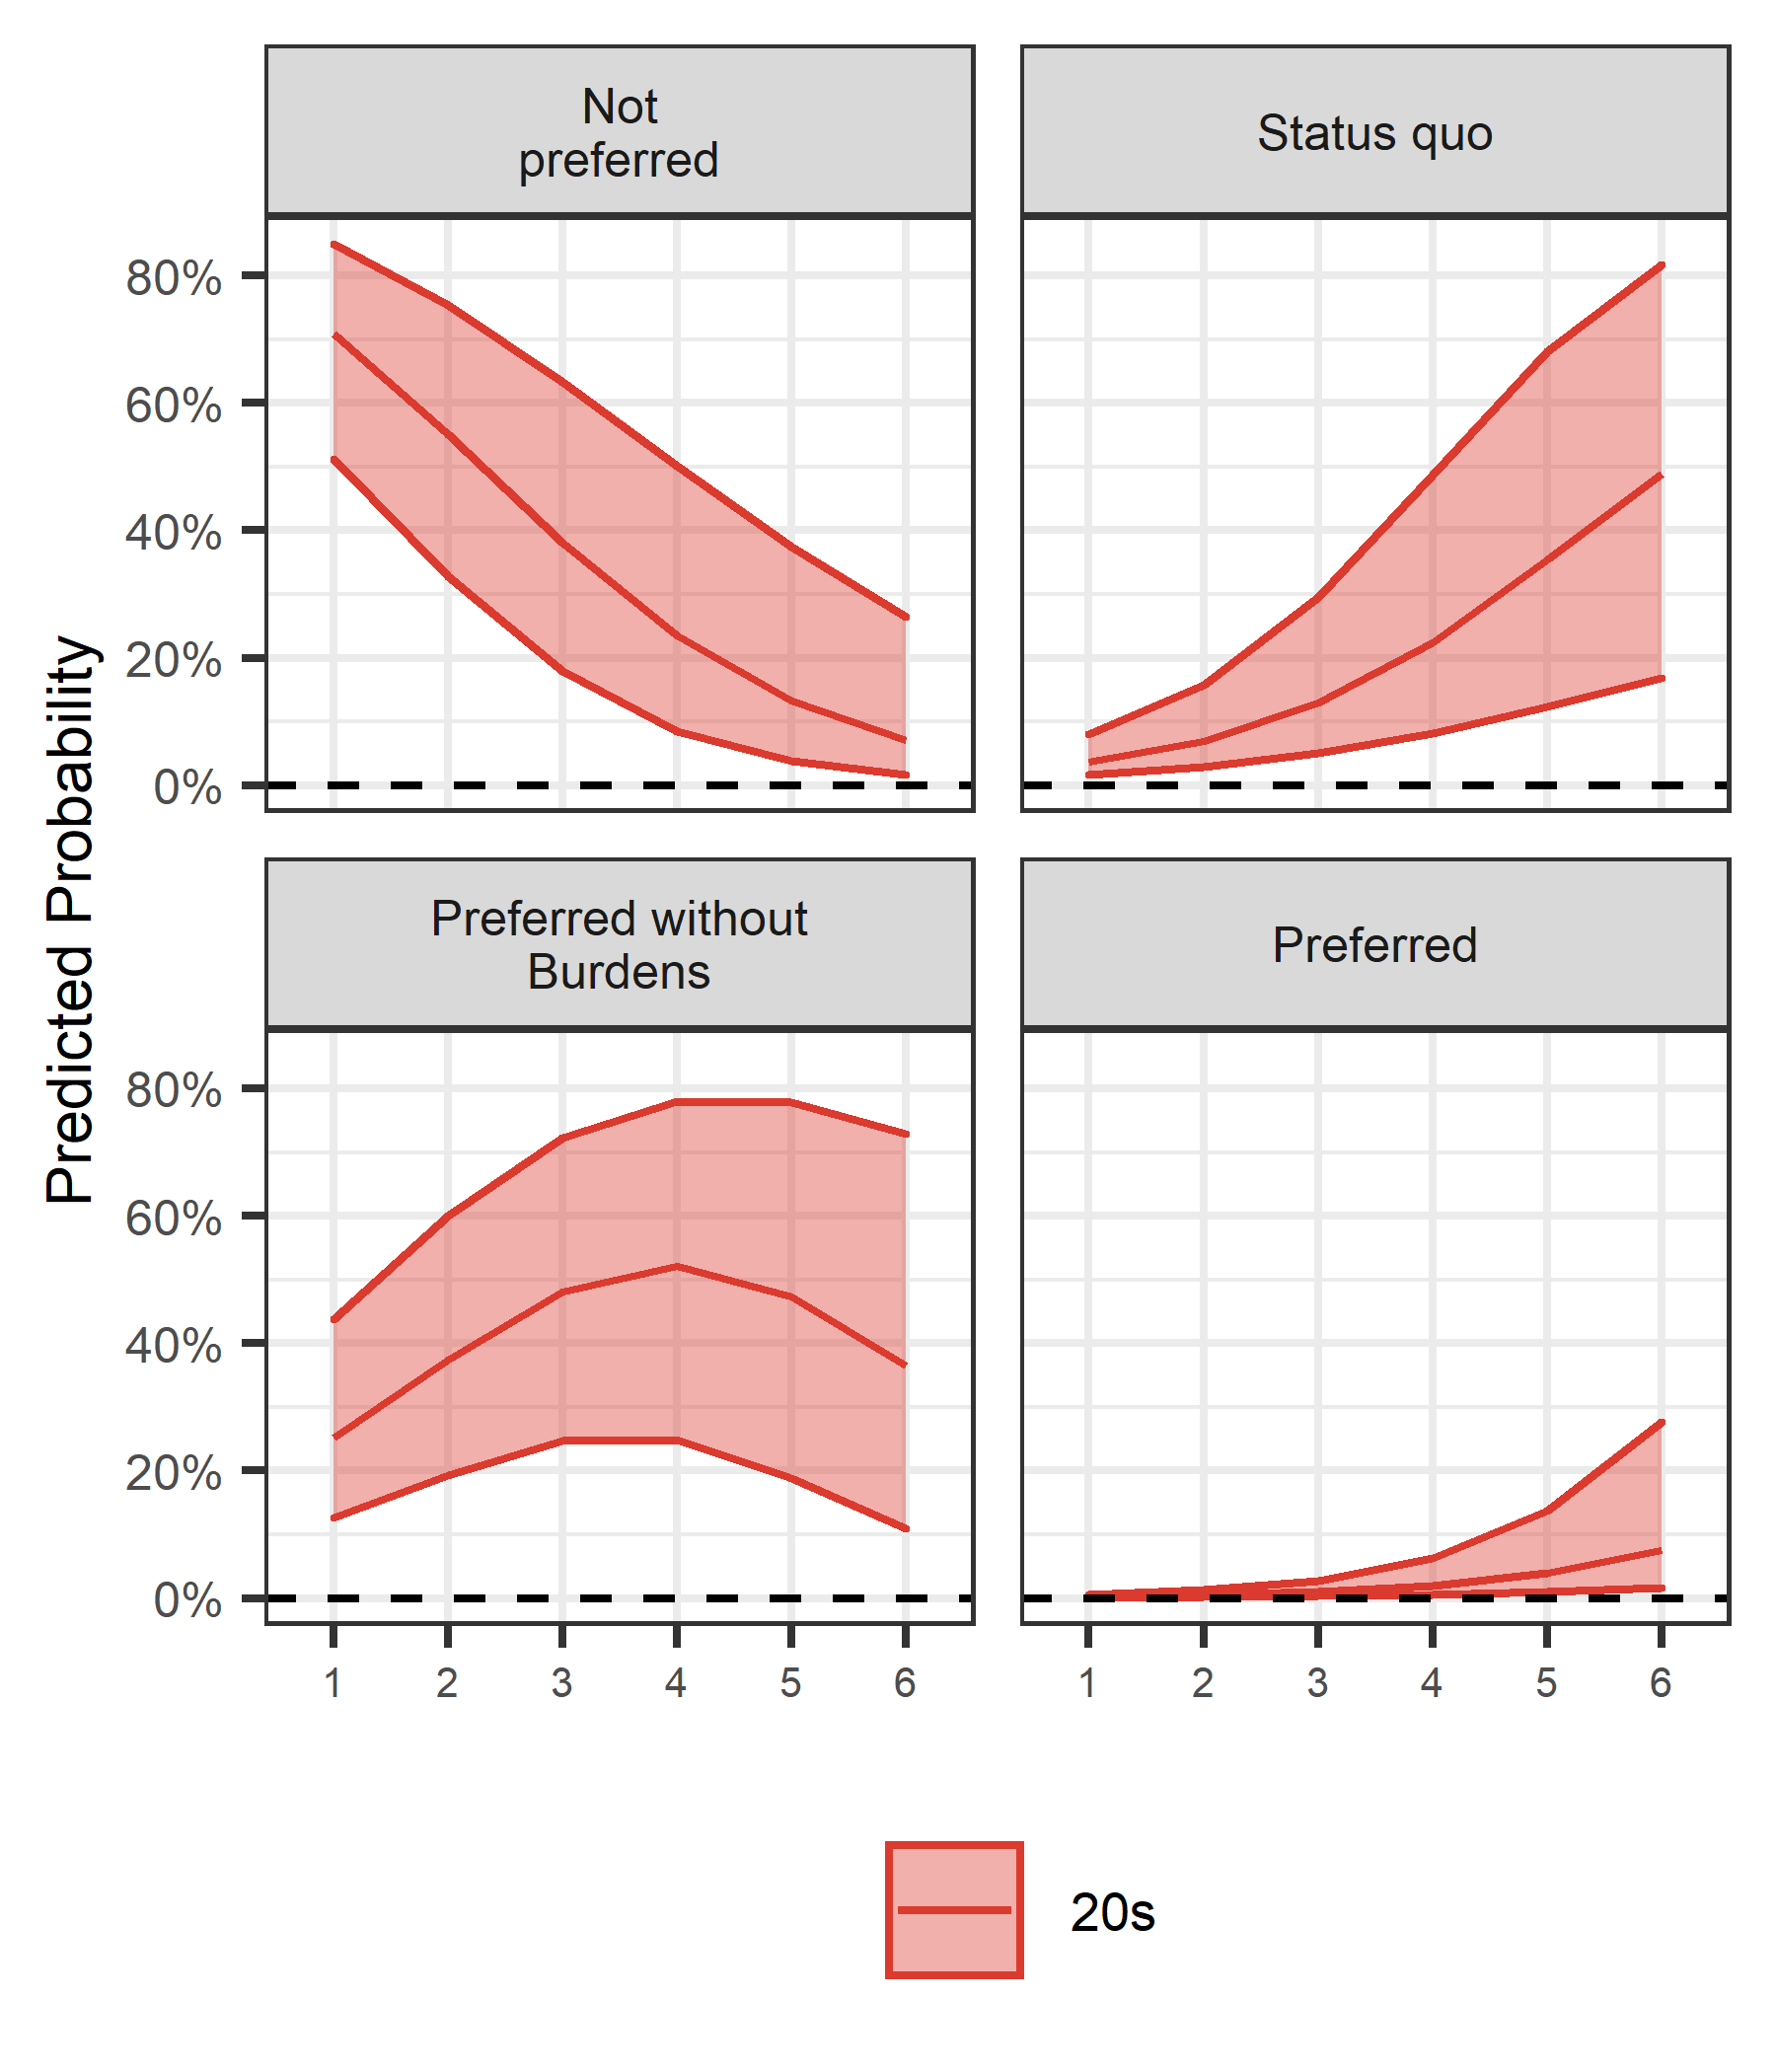 Not
preferred
Status quo
80%
60%
40%
20%
0%
Preferred without
Burdens
Preferred
80%
60%
40%
20%
0%
1 2 3 4 5 6
1 2 3 4 5 6
Predicted Probability
20s